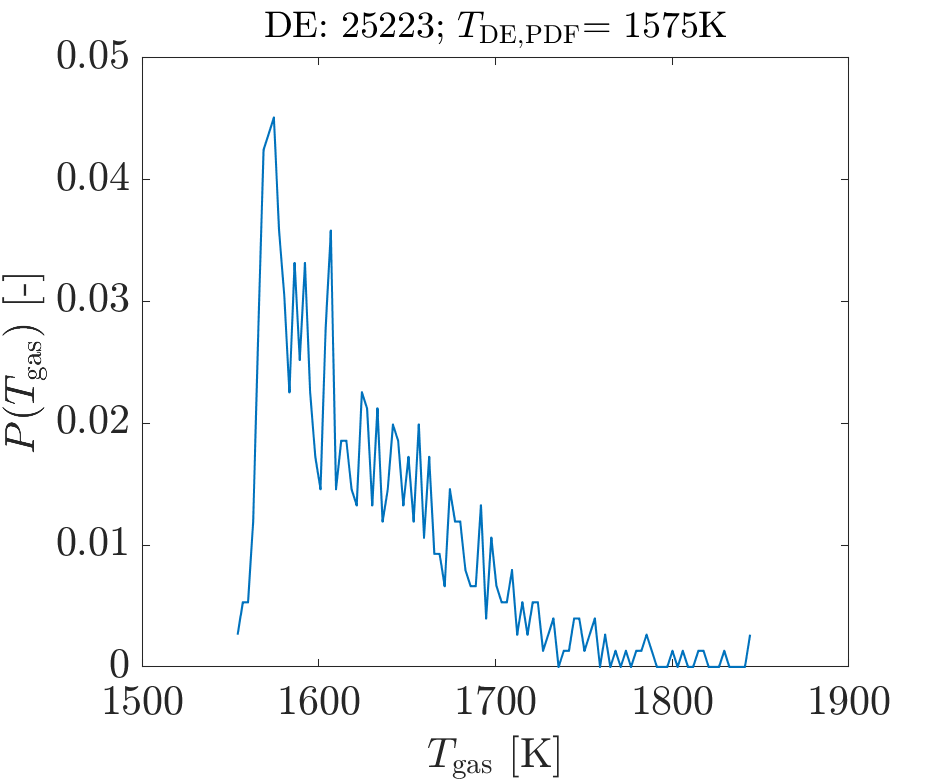 DE: 25223; T_DE,PDF= 1575K
0.05
0.04
0.03
0.02
0.01
0
P(T_gas) [-]
1500 1600 1700 1800 1900
T_gas [K]